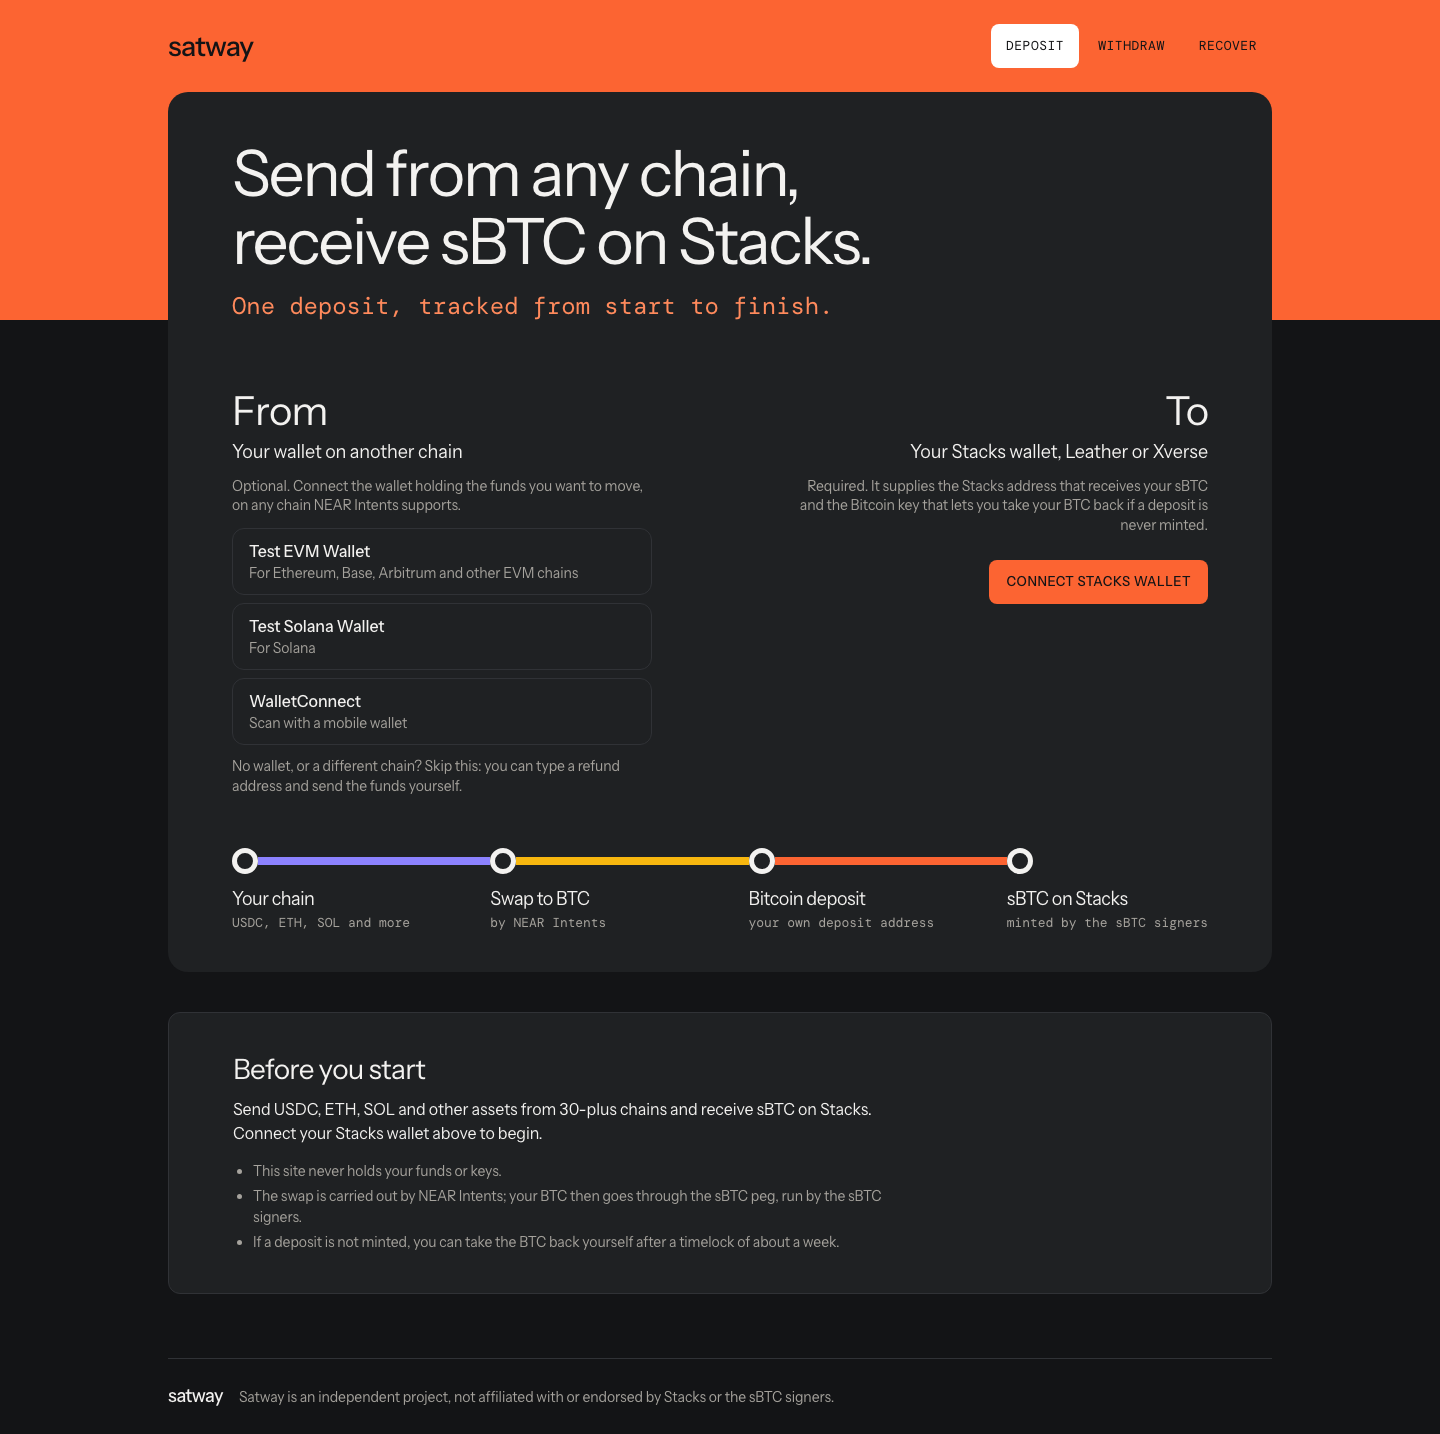 satway
DEPOSIT
WITHDRAW
RECOVER
Send from any chain,
receive sBTC on Stacks.
One deposit, tracked from start to finish.
From
Your wallet on another chain
Optional. Connect the wallet holding the funds you want to move,
on any chain NEAR Intents supports.
Test EVM Wallet
For Ethereum, Base, Arbitrum and other EVM chains
Test Solana Wallet
For Solana
WalletConnect
Scan with a mobile wallet
No wallet, or a different chain? Skip this: you can type a refund
address and send the funds yourself.
To
Your Stacks wallet, Leather or Xverse
Required. It supplies the Stacks address that receives your sBTC
and the Bitcoin key that lets you take your BTC back if a deposit is
never minted.
CONNECT STACKS WALLET
Your chain
USDC, ETH, SOL and more
Swap to BTC
by NEAR Intents
Bitcoin deposit
your own deposit address
sBTC on Stacks
minted by the sBTC signers
Before you start
Send USDC, ETH, SOL and other assets from 30-plus chains and receive sBTC on Stacks.
Connect your Stacks wallet above to begin.
• This site never holds your funds or keys.
• The swap is carried out by NEAR Intents; your BTC then goes through the sBTC peg, run by the sBTC
signers.
• If a deposit is not minted, you can take the BTC back yourself after a timelock of about a week.
satway
Satway is an independent project, not affiliated with or endorsed by Stacks or the sBTC signers.